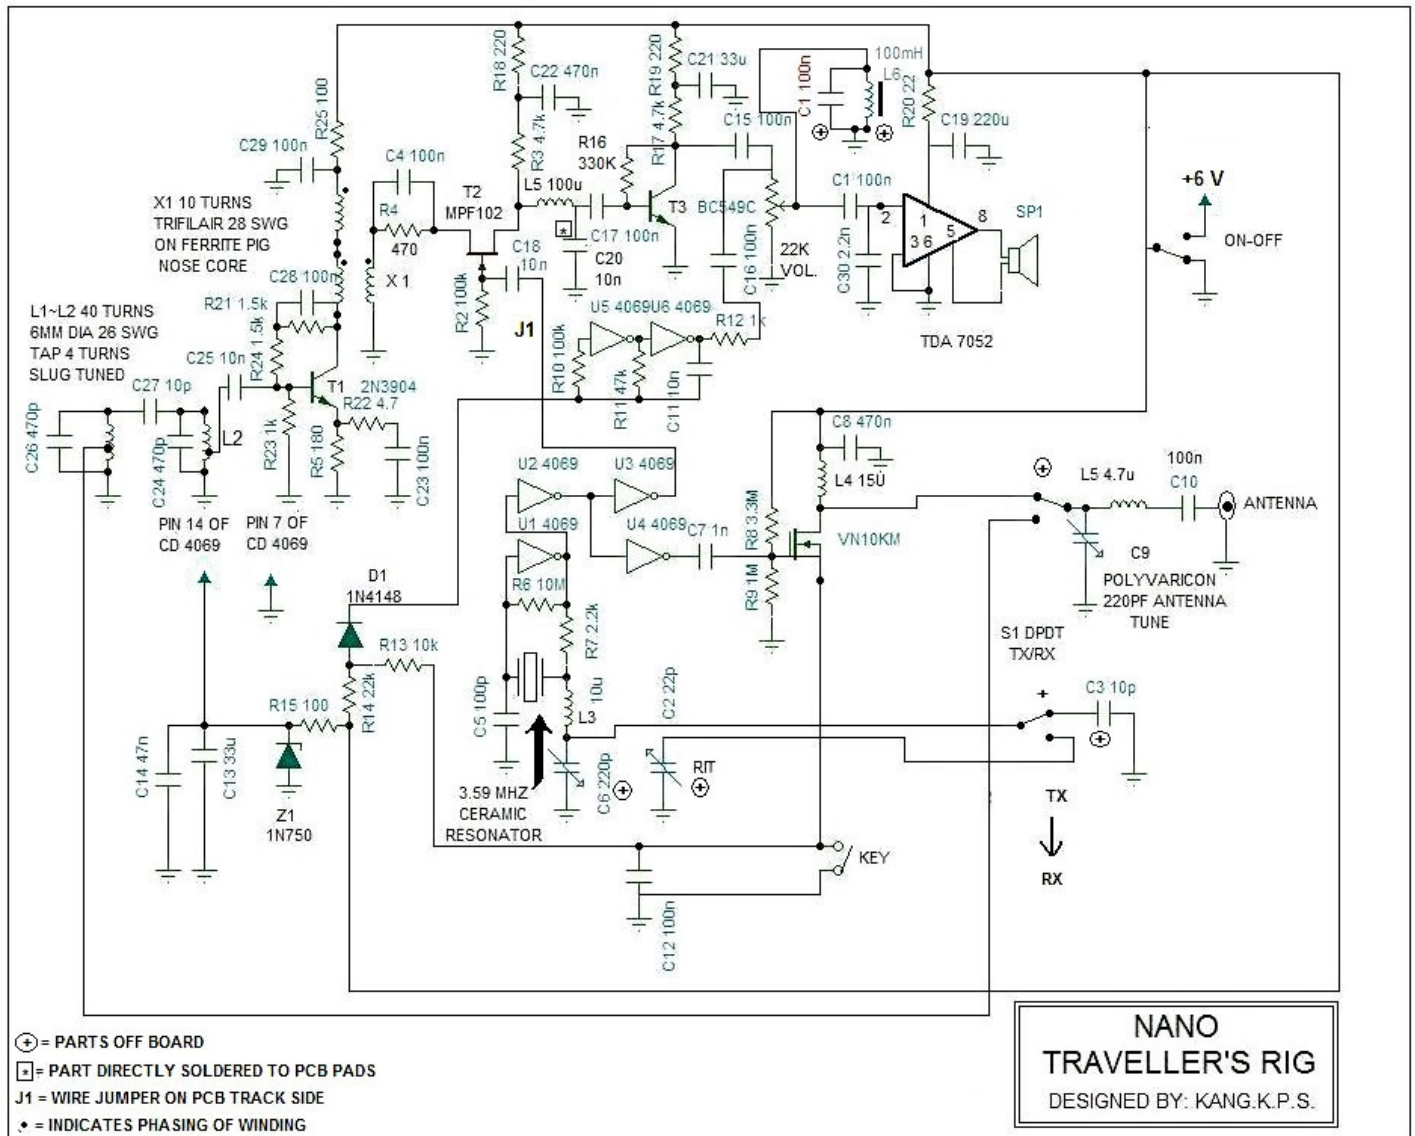 R18 220
C22 470n
R19 220
C21 33u
100mH
L6
C1 100n
R20 22
C19 220u
R25 100
C29 100n
C4 100n
R3 4.7k
R16
330K
R17 4.7k
C15 100n
X1 10 TURNS
TRIFILAIR 28 SWG
ON FERRITE PIG
NOSE CORE
R4
470
T2
MPF102
L5 100u
T3
BC549C
C1 100n
+6 V
ON-OFF
1
2
3 6
5
8
SP1
C28 100n
X 1
C18
10n
*
C17 100n
C20
10n
C16 100n
22K
VOL.
C30 2.2n
TDA 7052
L1~L2 40 TURNS
6MM DIA 26 SWG
TAP 4 TURNS
SLUG TUNED
R21 1.5k
R24 1.5k
R2 100k
J1
U5 4069
U6 4069
R12 1k
R10 100k
R11 47k
C11 10n
C25 10n
C27 10p
T1
2N3904
R22 4.7
C26 470p
C24 470p
L2
R23 1k
R5 180
C23 100n
C8 470n
L4 15U
U2 4069
U3 4069
U1 4069
U4 4069
C7 1n
R8 3.3M
VN10KM
L5 4.7u
100n
C10
ANTENNA
PIN 14 OF
CD 4069
PIN 7 OF
CD 4069
D1
1N4148
R6 10M
R9 1M
C9
POLYVARICON
220PF ANTENNA
TUNE
R7 2.2k
S1 DPDT
TX/RX
R13 10k
R14 22k
R15 100
C5 100p
10u
L3
C2 22p
C3 10p
C14 47n
C13 33u
Z1
1N750
3.59 MHZ
CERAMIC
RESONATOR
C6 220p
RIT
TX
RX
KEY
C12 100n
+ = PARTS OFF BOARD
* = PART DIRECTLY SOLDERED TO PCB PADS
J1 = WIRE JUMPER ON PCB TRACK SIDE
• = INDICATES PHASING OF WINDING
NANO
TRAVELLER'S RIG
DESIGNED BY: KANG.K.P.S.